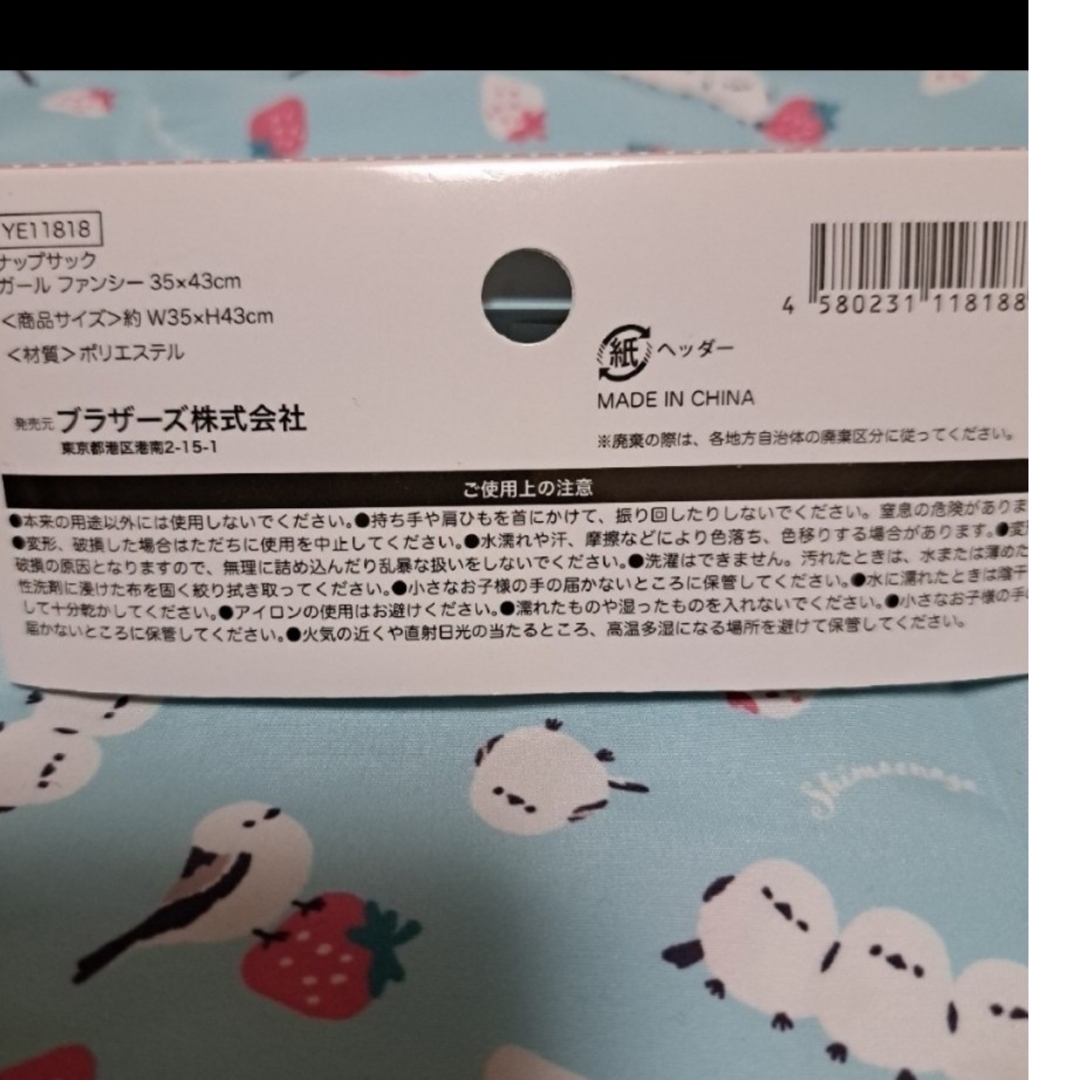 YE11818
ナップサック
ガール ファンシー 35×43cm
＜商品サイズ＞約 W35×H43cm
＜材質＞ポリエステル
発売元 ブラザーズ株式会社
東京都港区港南2-15-1
4 580231 118188
紙 ヘッダー
MADE IN CHINA
※廃棄の際は、各地方自治体の廃棄区分に従ってください。
ご使用上の注意
●本来の用途以外には使用しないでください。●持ち手や肩ひもを首にかけて、振り回したりしないでください。窒息の危険がありま
●変形、破損した場合はただちに使用を中止してください。●水濡れや汗、摩擦などにより色落ち、色移りする場合があります。●変形
破損の原因となりますので、無理に詰め込んだり乱暴な扱いをしないでください。●洗濯はできません。汚れたときは、水または薄めた
性洗剤に浸けた布を固く絞り拭き取ってください。●小さなお子様の手の届かないところに保管してください。●水に濡れたときは陰干
して十分乾かしてください。●アイロンの使用はお避けください。●濡れたものや湿ったものを入れないでください。●小さなお子様の手の
届かないところに保管してください。●火気の近くや直射日光の当たるところ、高温多湿になる場所を避けて保管してください。
Shimaenaga